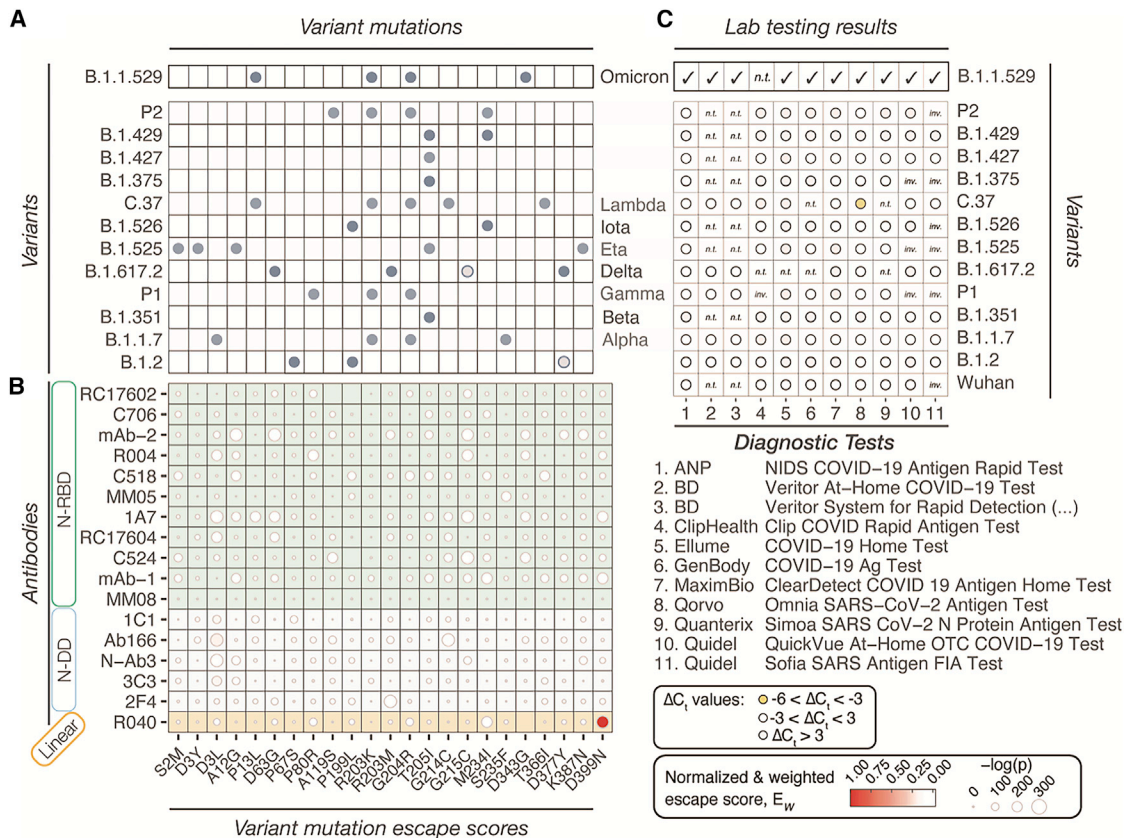 A
Variant mutations
Variants
B.1.1.529
P2
B.1.429
B.1.427
B.1.375
C.37
B.1.526
B.1.525
B.1.617.2
P1
B.1.351
B.1.1.7
B.1.2
Omicron
Lambda
Iota
Eta
Delta
Gamma
Beta
Alpha
B
Antibodies
N-RBD
N-DD
Linear
RC17602
C706
mAb-2
R004
C518
MM05
1A7
RC17604
C524
mAb-1
MM08
1C1
Ab166
N-Ab3
3C3
2F4
R040
S2M
D3Y
D3L
A12G
P13L
D63G
P67S
P80R
A119S
P199L
R203K
R203M
G204R
T205I
G214C
G215C
M234I
S235F
D343G
T366I
D377Y
K387N
D399N
Variant mutation escape scores
C
Lab testing results
✓ ✓ ✓ n.t. ✓ ✓ ✓ ✓ ✓ ✓ ✓ B.1.1.529
n.t. n.t. inv. P2
n.t. n.t. B.1.429
n.t. n.t. B.1.427
n.t. n.t. inv. inv. B.1.375
n.t. n.t. C.37
n.t. n.t. B.1.526
n.t. n.t. inv. inv. B.1.525
n.t. n.t. n.t. n.t. B.1.617.2
inv. inv. inv. P1
n.t. n.t. B.1.351
B.1.1.7
B.1.2
n.t. n.t. inv. Wuhan
Variants
1 2 3 4 5 6 7 8 9 10 11
Diagnostic Tests
1. ANP NIDS COVID-19 Antigen Rapid Test
2. BD Veritor At-Home COVID-19 Test
3. BD Veritor System for Rapid Detection (...)
4. ClipHealth Clip COVID Rapid Antigen Test
5. Ellume COVID-19 Home Test
6. GenBody COVID-19 Ag Test
7. MaximBio ClearDetect COVID 19 Antigen Home Test
8. Qorvo Omnia SARS-CoV-2 Antigen Test
9. Quanterix Simoa SARS CoV-2 N Protein Antigen Test
10. Quidel QuickVue At-Home OTC COVID-19 Test
11. Quidel Sofia SARS Antigen FIA Test
ΔCt values: -6 < ΔCt < -3
-3 < ΔCt < 3
ΔCt > 3
Normalized & weighted
escape score, Ew
1.00 0.75 0.50 0.25 0.00
-log(p)
0 100 200 300